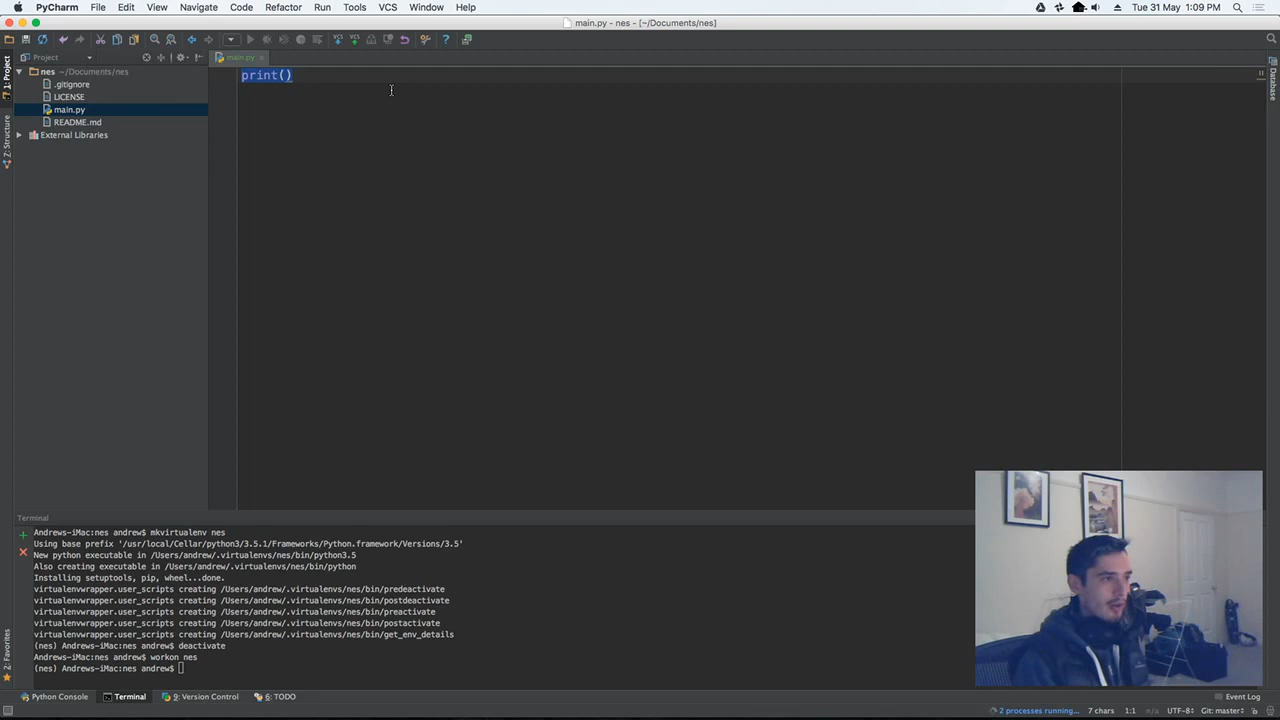 PyCharm File Edit View Navigate Code Refactor Run Tools VCS Window Help Tue 31 May 1:09 PM
main.py - nes - [~/Documents/nes]
Project main.py
nes ~/Documents/nes
.gitignore
LICENSE
main.py
README.md
External Libraries
print()
1: Project
Z: Structure
2: Favorites
Database
Terminal
Andrews-iMac:nes andrew$ mkvirtualenv nes
Using base prefix '/usr/local/Cellar/python3/3.5.1/Frameworks/Python.framework/Versions/3.5'
New python executable in /Users/andrew/.virtualenvs/nes/bin/python3.5
Also creating executable in /Users/andrew/.virtualenvs/nes/bin/python
Installing setuptools, pip, wheel...done.
virtualenvwrapper.user_scripts creating /Users/andrew/.virtualenvs/nes/bin/predeactivate
virtualenvwrapper.user_scripts creating /Users/andrew/.virtualenvs/nes/bin/postdeactivate
virtualenvwrapper.user_scripts creating /Users/andrew/.virtualenvs/nes/bin/preactivate
virtualenvwrapper.user_scripts creating /Users/andrew/.virtualenvs/nes/bin/postactivate
virtualenvwrapper.user_scripts creating /Users/andrew/.virtualenvs/nes/bin/get_env_details
(nes) Andrews-iMac:nes andrew$ deactivate
Andrews-iMac:nes andrew$ workon nes
(nes) Andrews-iMac:nes andrew$
Python Console Terminal 9: Version Control 6: TODO Event Log
2 processes running... 7 chars 1:1 n/a UTF-8 Git: master